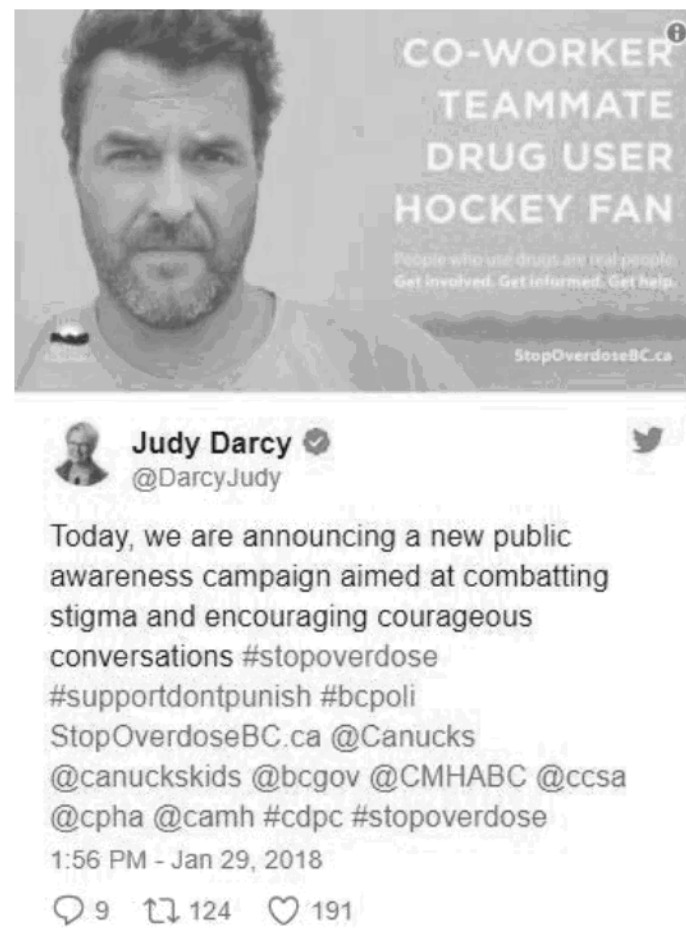 CO-WORKER
TEAMMATE
DRUG USER
HOCKEY FAN
People who use drugs are real people.
Get involved. Get informed. Get help.
StopOverdoseBC.ca
Judy Darcy
@DarcyJudy
Today, we are announcing a new public
awareness campaign aimed at combatting
stigma and encouraging courageous
conversations #stopoverdose
#supportdontpunish #bcpoli
StopOverdoseBC.ca @Canucks
@canuckskids @bcgov @CMHABC @ccsa
@cpha @camh #cdpc #stopoverdose
1:56 PM - Jan 29, 2018
9 124 191